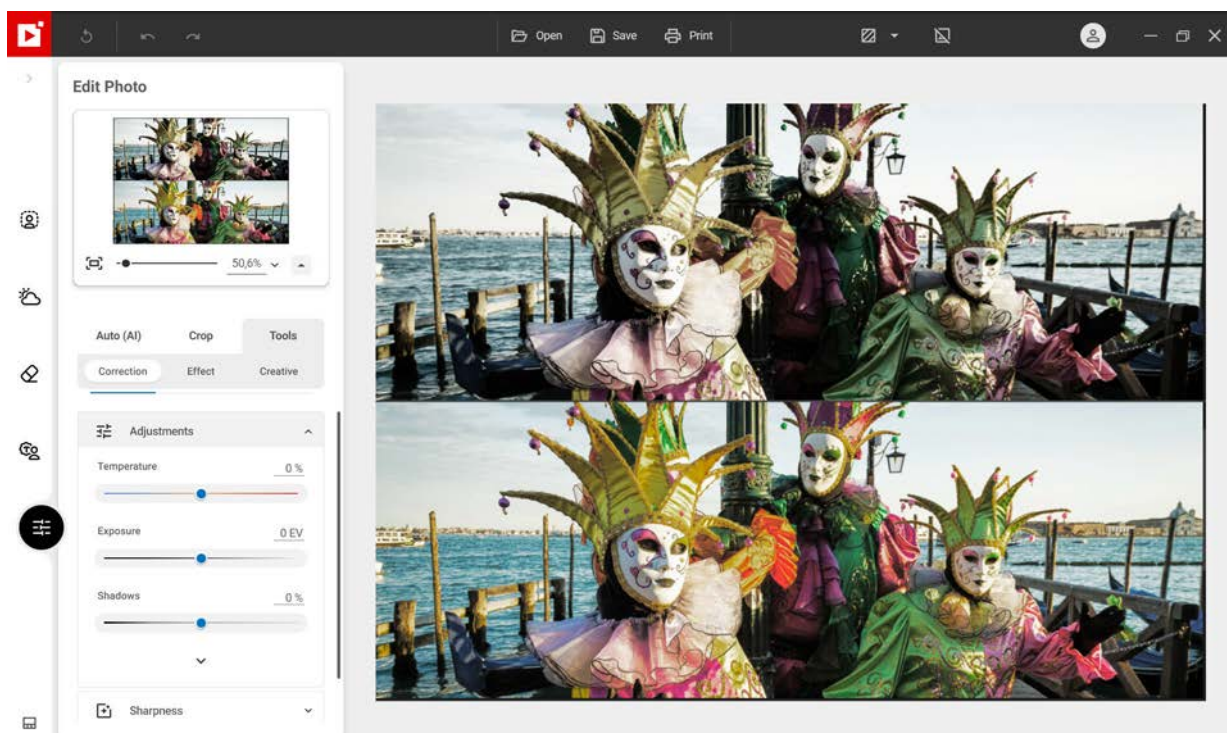 Open Save Print
Edit Photo
50,6%
Auto (AI) Crop Tools
Correction Effect Creative
Adjustments
Temperature 0 %
Exposure 0 EV
Shadows 0 %
Sharpness